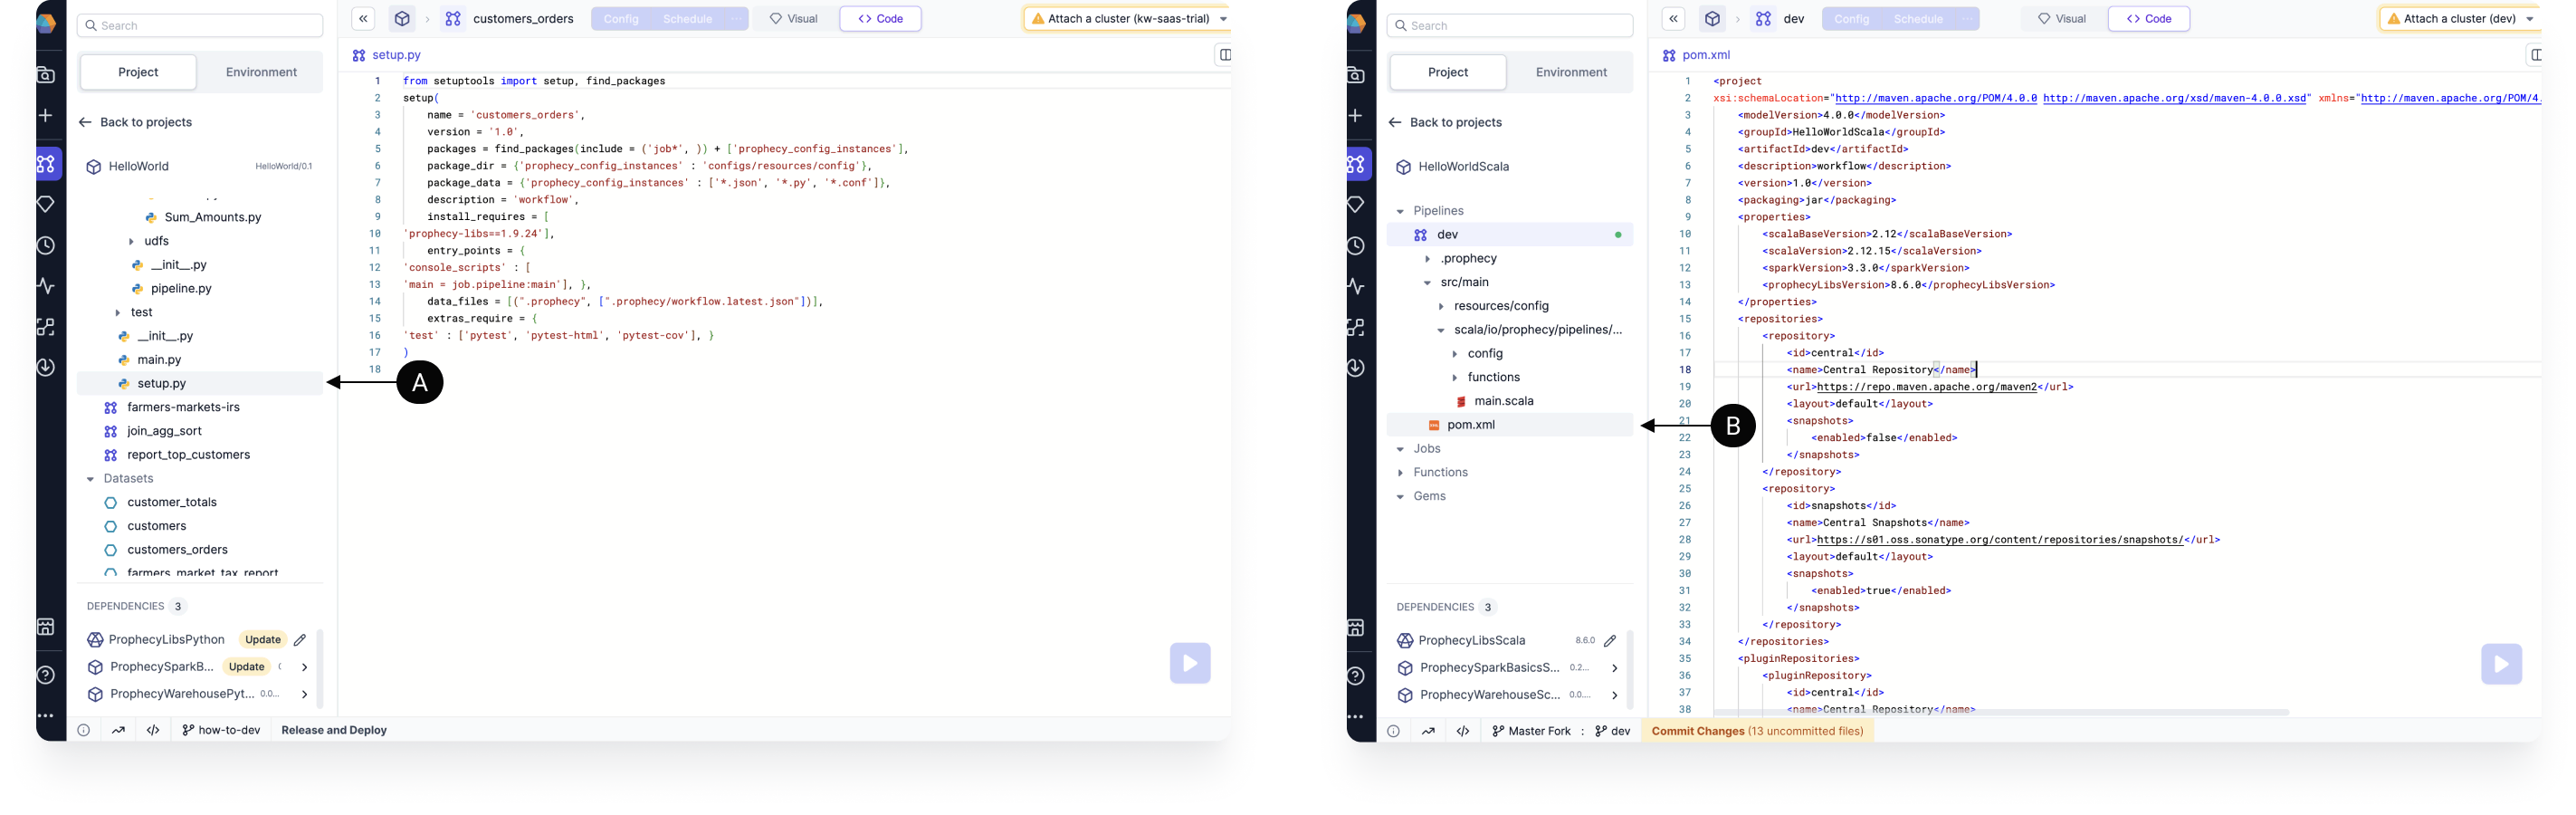 Search
Project
Environment
Back to projects
HelloWorld
HelloWorld/0.1
Sum_Amounts.py
udfs
__init__.py
pipeline.py
test
__init__.py
main.py
setup.py
farmers-markets-irs
join_agg_sort
report_top_customers
Datasets
customer_totals
customers
customers_orders
farmers_market_tax_report
DEPENDENCIES 3
ProphecyLibsPython Update
ProphecySparkB... Update
ProphecyWarehousePyt... 0.0...
customers_orders Config Schedule ... Visual <> Code Attach a cluster (kw-saas-trial)
setup.py
1 from setuptools import setup, find_packages
2 setup(
3 name = 'customers_orders',
4 version = '1.0',
5 packages = find_packages(include = ('job*', )) + ['prophecy_config_instances'],
6 package_dir = {'prophecy_config_instances' : 'configs/resources/config'},
7 package_data = {'prophecy_config_instances' : ['*.json', '*.py', '*.conf']},
8 description = 'workflow',
9 install_requires = [
10 'prophecy-libs==1.9.24'],
11 entry_points = {
12 'console_scripts' : [
13 'main = job.pipeline:main'], },
14 data_files = [(".prophecy", [".prophecy/workflow.latest.json"])],
15 extras_require = {
16 'test' : ['pytest', 'pytest-html', 'pytest-cov'], }
17 )
18
A
how-to-dev Release and Deploy
Search
Project
Environment
Back to projects
HelloWorldScala
Pipelines
dev
.prophecy
src/main
resources/config
scala/io/prophecy/pipelines/...
config
functions
main.scala
pom.xml
Jobs
Functions
Gems
DEPENDENCIES 3
ProphecyLibsScala 8.6.0
ProphecySparkBasicsS... 0.2...
ProphecyWarehouseSc... 0.0....
dev Config Schedule ... Visual <> Code Attach a cluster (dev)
pom.xml
1 <project
2 xsi:schemaLocation="http://maven.apache.org/POM/4.0.0 http://maven.apache.org/xsd/maven-4.0.0.xsd" xmlns="http://maven.apache.org/POM/4.
3 <modelVersion>4.0.0</modelVersion>
4 <groupId>HelloWorldScala</groupId>
5 <artifactId>dev</artifactId>
6 <description>workflow</description>
7 <version>1.0</version>
8 <packaging>jar</packaging>
9 <properties>
10 <scalaBaseVersion>2.12</scalaBaseVersion>
11 <scalaVersion>2.12.15</scalaVersion>
12 <sparkVersion>3.3.0</sparkVersion>
13 <prophecyLibsVersion>8.6.0</prophecyLibsVersion>
14 </properties>
15 <repositories>
16 <repository>
17 <id>central</id>
18 <name>Central Repository</name>
19 <url>https://repo.maven.apache.org/maven2</url>
20 <layout>default</layout>
21 <snapshots>
22 <enabled>false</enabled>
23 </snapshots>
24 </repository>
25 <repository>
26 <id>snapshots</id>
27 <name>Central Snapshots</name>
28 <url>https://s01.oss.sonatype.org/content/repositories/snapshots/</url>
29 <layout>default</layout>
30 <snapshots>
31 <enabled>true</enabled>
32 </snapshots>
33 </repository>
34 </repositories>
35 <pluginRepositories>
36 <pluginRepository>
37 <id>central</id>
38 <name>Central Repository</name>
B
Master Fork : dev Commit Changes (13 uncommitted files)